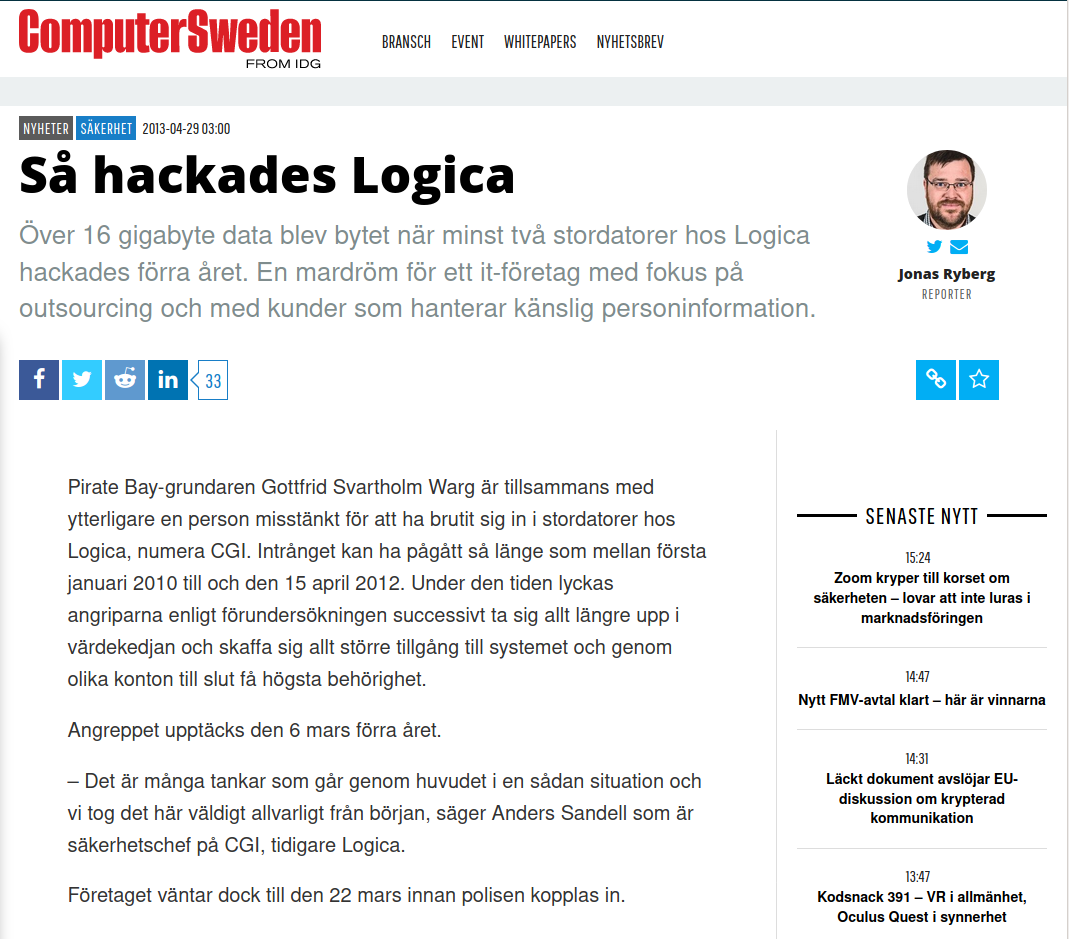 ComputerSweden
FROM IDG
BRANSCH EVENT WHITEPAPERS NYHETSBREV
NYHETER SÄKERHET 2013-04-29 03:00
Så hackades Logica
Över 16 gigabyte data blev bytet när minst två stordatorer hos Logica
hackades förra året. En mardröm för ett it-företag med fokus på
outsourcing och med kunder som hanterar känslig personinformation.
Jonas Ryberg
REPORTER
33
Pirate Bay-grundaren Gottfrid Svartholm Warg är tillsammans med
ytterligare en person misstänkt för att ha brutit sig in i stordatorer hos
Logica, numera CGI. Intrånget kan ha pågått så länge som mellan första
januari 2010 till och den 15 april 2012. Under den tiden lyckas
angriparna enligt förundersökningen successivt ta sig allt längre upp i
värdekedjan och skaffa sig allt större tillgång till systemet och genom
olika konton till slut få högsta behörighet.
Angreppet upptäcks den 6 mars förra året.
– Det är många tankar som går genom huvudet i en sådan situation och
vi tog det här väldigt allvarligt från början, säger Anders Sandell som är
säkerhetschef på CGI, tidigare Logica.
Företaget väntar dock till den 22 mars innan polisen kopplas in.
SENASTE NYTT
15:24
Zoom kryper till korset om
säkerheten – lovar att inte luras i
marknadsföringen
14:47
Nytt FMV-avtal klart – här är vinnarna
14:31
Läckt dokument avslöjar EU-
diskussion om krypterad
kommunikation
13:47
Kodsnack 391 – VR i allmänhet,
Oculus Quest i synnerhet